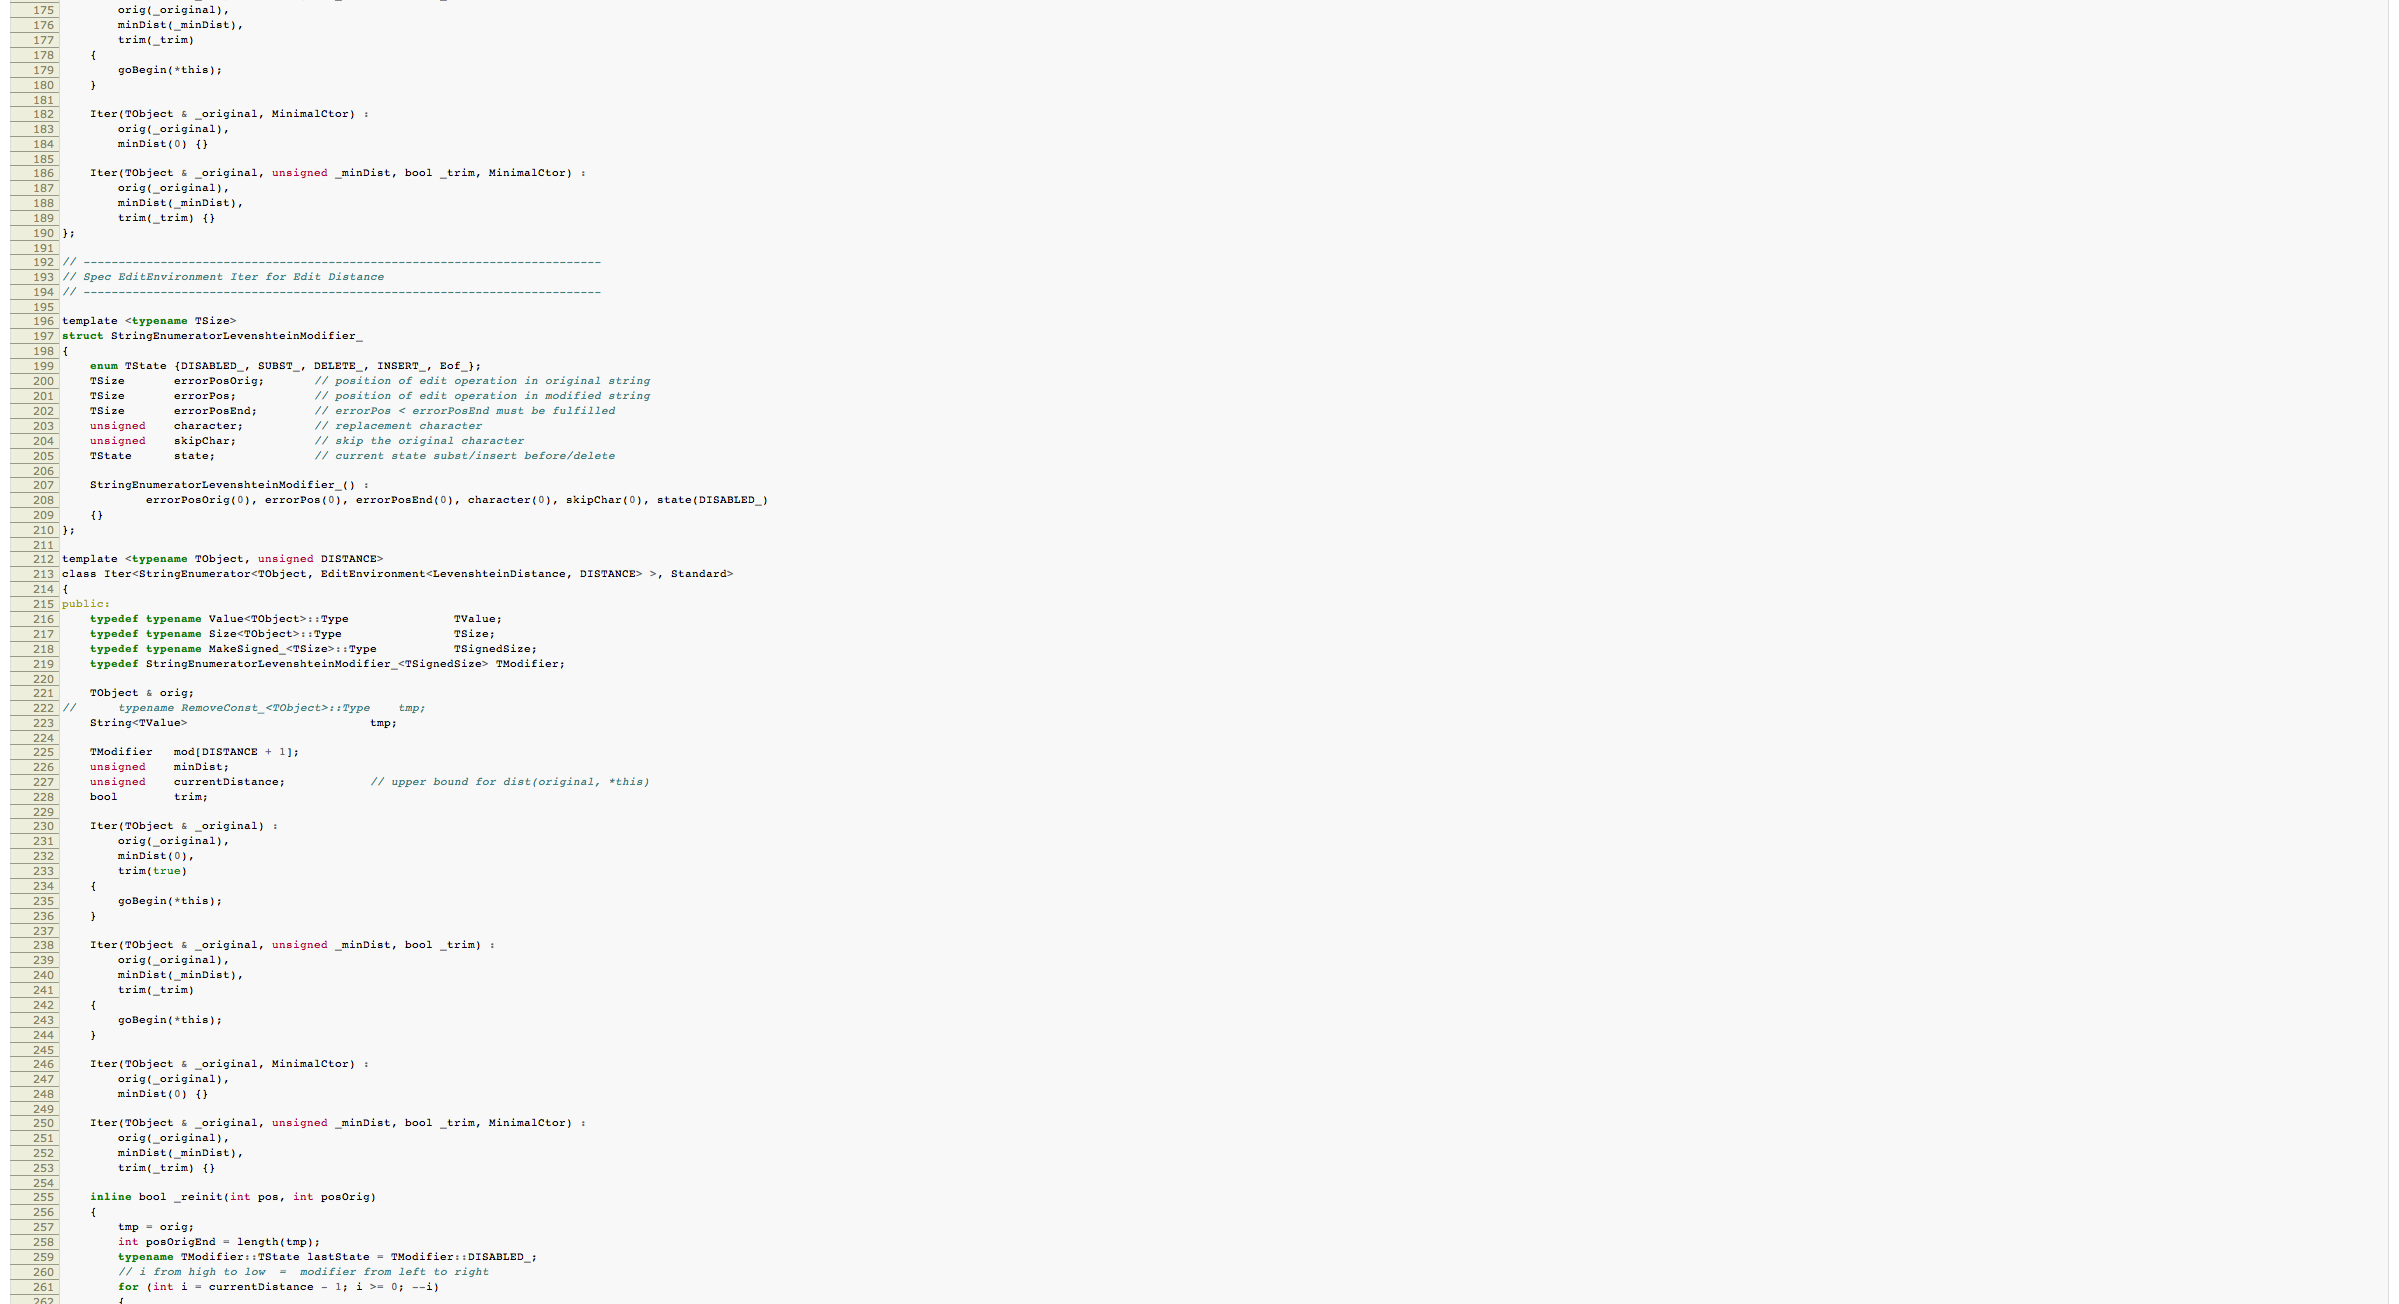 175         orig(_original),
176         minDist(_minDist),
177         trim(_trim)
178     {
179         goBegin(*this);
180     }
181
182     Iter(TObject & _original, MinimalCtor) :
183         orig(_original),
184         minDist(0) {}
185
186     Iter(TObject & _original, unsigned _minDist, bool _trim, MinimalCtor) :
187         orig(_original),
188         minDist(_minDist),
189         trim(_trim) {}
190 };
191
192 // --------------------------------------------------------------------------
193 // Spec EditEnvironment Iter for Edit Distance
194 // --------------------------------------------------------------------------
195
196 template <typename TSize>
197 struct StringEnumeratorLevenshteinModifier_
198 {
199     enum TState {DISABLED_, SUBST_, DELETE_, INSERT_, Eof_};
200     TSize       errorPosOrig;       // position of edit operation in original string
201     TSize       errorPos;           // position of edit operation in modified string
202     TSize       errorPosEnd;        // errorPos < errorPosEnd must be fulfilled
203     unsigned    character;          // replacement character
204     unsigned    skipChar;           // skip the original character
205     TState      state;              // current state subst/insert before/delete
206
207     StringEnumeratorLevenshteinModifier_() :
208             errorPosOrig(0), errorPos(0), errorPosEnd(0), character(0), skipChar(0), state(DISABLED_)
209     {}
210 };
211
212 template <typename TObject, unsigned DISTANCE>
213 class Iter<StringEnumerator<TObject, EditEnvironment<LevenshteinDistance, DISTANCE> >, Standard>
214 {
215 public:
216     typedef typename Value<TObject>::Type               TValue;
217     typedef typename Size<TObject>::Type                TSize;
218     typedef typename MakeSigned_<TSize>::Type           TSignedSize;
219     typedef StringEnumeratorLevenshteinModifier_<TSignedSize> TModifier;
220
221     TObject & orig;
222 //      typename RemoveConst_<TObject>::Type    tmp;
223     String<TValue>                          tmp;
224
225     TModifier   mod[DISTANCE + 1];
226     unsigned    minDist;
227     unsigned    currentDistance;            // upper bound for dist(original, *this)
228     bool        trim;
229
230     Iter(TObject & _original) :
231         orig(_original),
232         minDist(0),
233         trim(true)
234     {
235         goBegin(*this);
236     }
237
238     Iter(TObject & _original, unsigned _minDist, bool _trim) :
239         orig(_original),
240         minDist(_minDist),
241         trim(_trim)
242     {
243         goBegin(*this);
244     }
245
246     Iter(TObject & _original, MinimalCtor) :
247         orig(_original),
248         minDist(0) {}
249
250     Iter(TObject & _original, unsigned _minDist, bool _trim, MinimalCtor) :
251         orig(_original),
252         minDist(_minDist),
253         trim(_trim) {}
254
255     inline bool _reinit(int pos, int posOrig)
256     {
257         tmp = orig;
258         int posOrigEnd = length(tmp);
259         typename TModifier::TState lastState = TModifier::DISABLED_;
260         // i from high to low  =  modifier from left to right
261         for (int i = currentDistance - 1; i >= 0; --i)
262         {